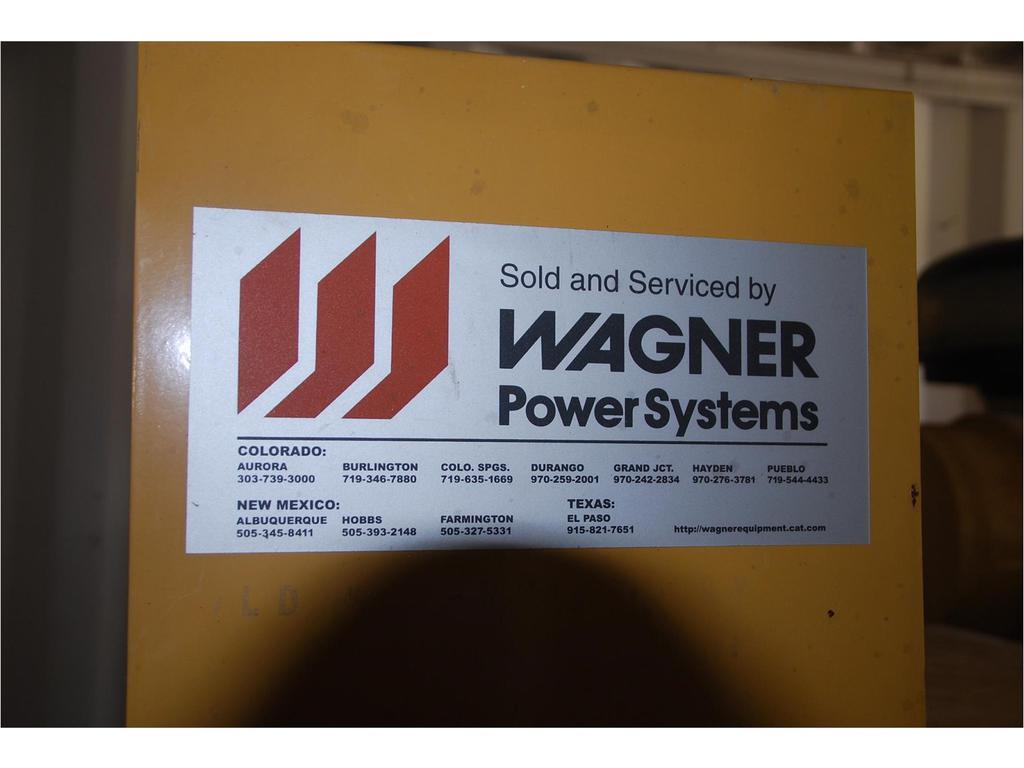 Sold and Serviced by
WAGNER
Power Systems
COLORADO:
AURORA BURLINGTON COLO. SPGS. DURANGO GRAND JCT. HAYDEN PUEBLO
303-739-3000 719-346-7880 719-635-1669 970-259-2001 970-242-2834 970-276-3781 719-544-4433
NEW MEXICO: TEXAS:
ALBUQUERQUE HOBBS FARMINGTON EL PASO
505-345-8411 505-393-2148 505-327-5331 915-821-7651 http://wagnerequipment.cat.com
LD